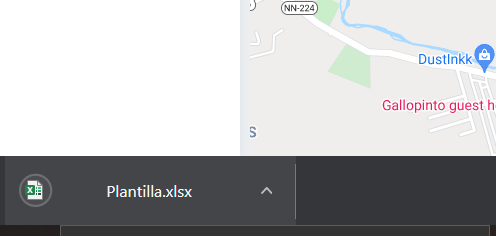 NN-224
DustInkk
Gallopinto guest h
S
Plantilla.xlsx